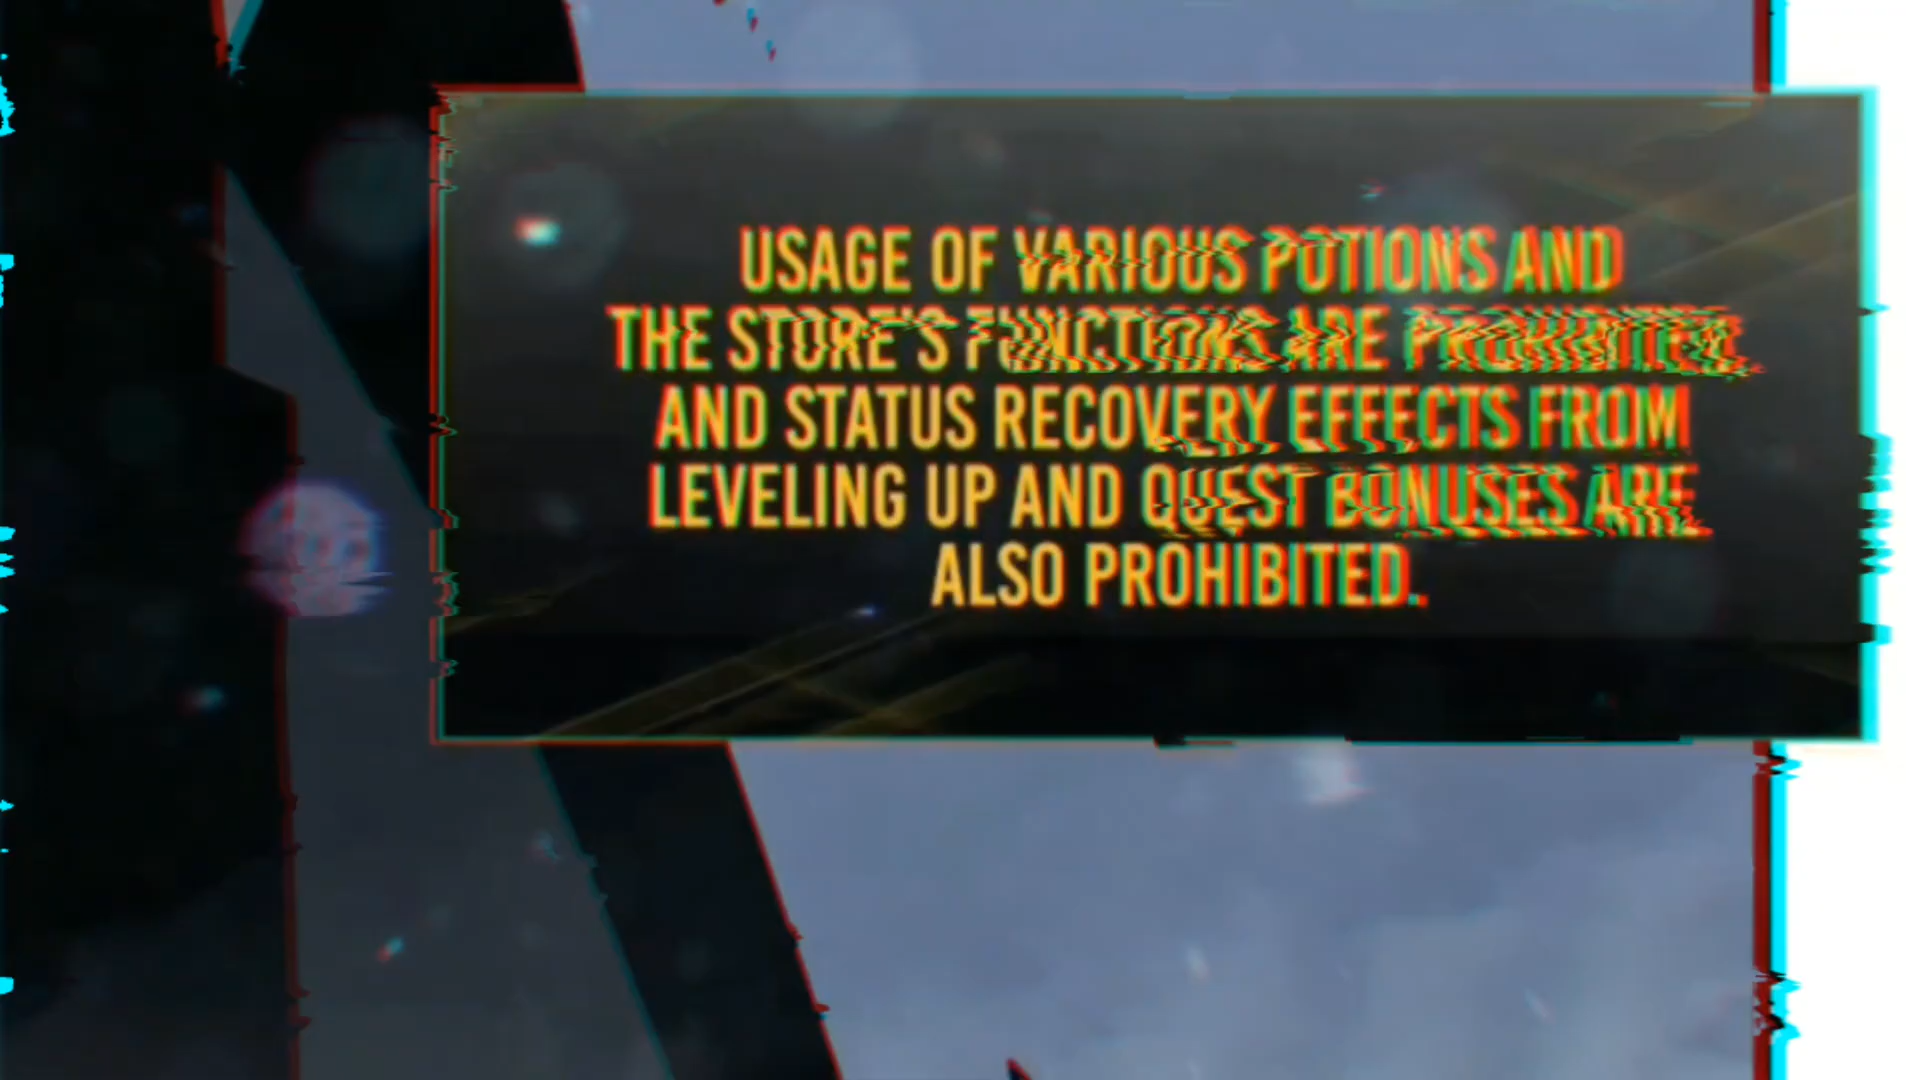 USAGE OF VARIOUS POTIONS AND
THE STORE'S FUNCTIONS ARE PROHIBITED,
AND STATUS RECOVERY EFFECTS FROM
LEVELING UP AND QUEST BONUSES ARE
ALSO PROHIBITED.